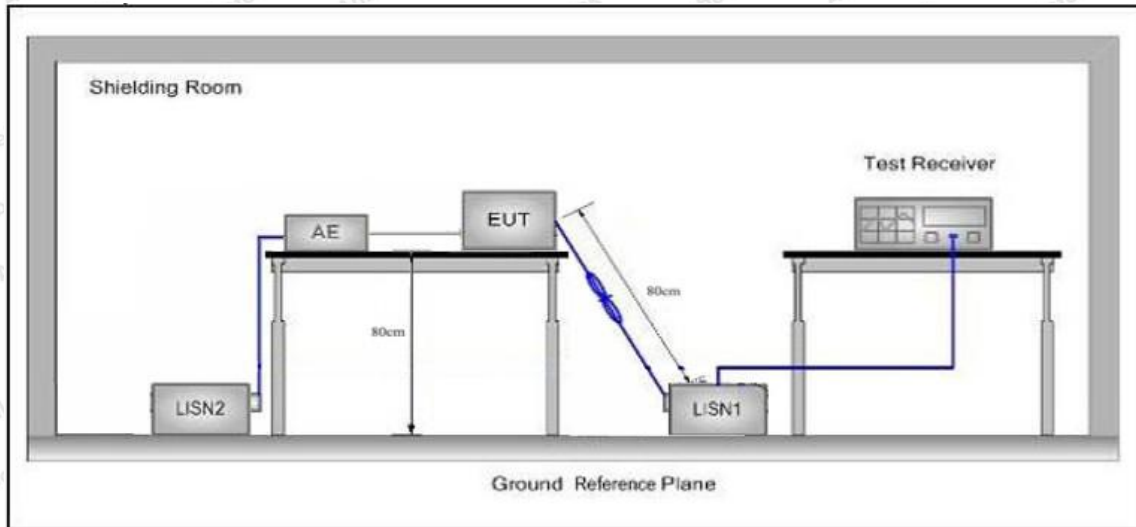 Shielding Room
Test Receiver
AE
EUT
80cm
80cm
LISN2
LISN1
Ground Reference Plane